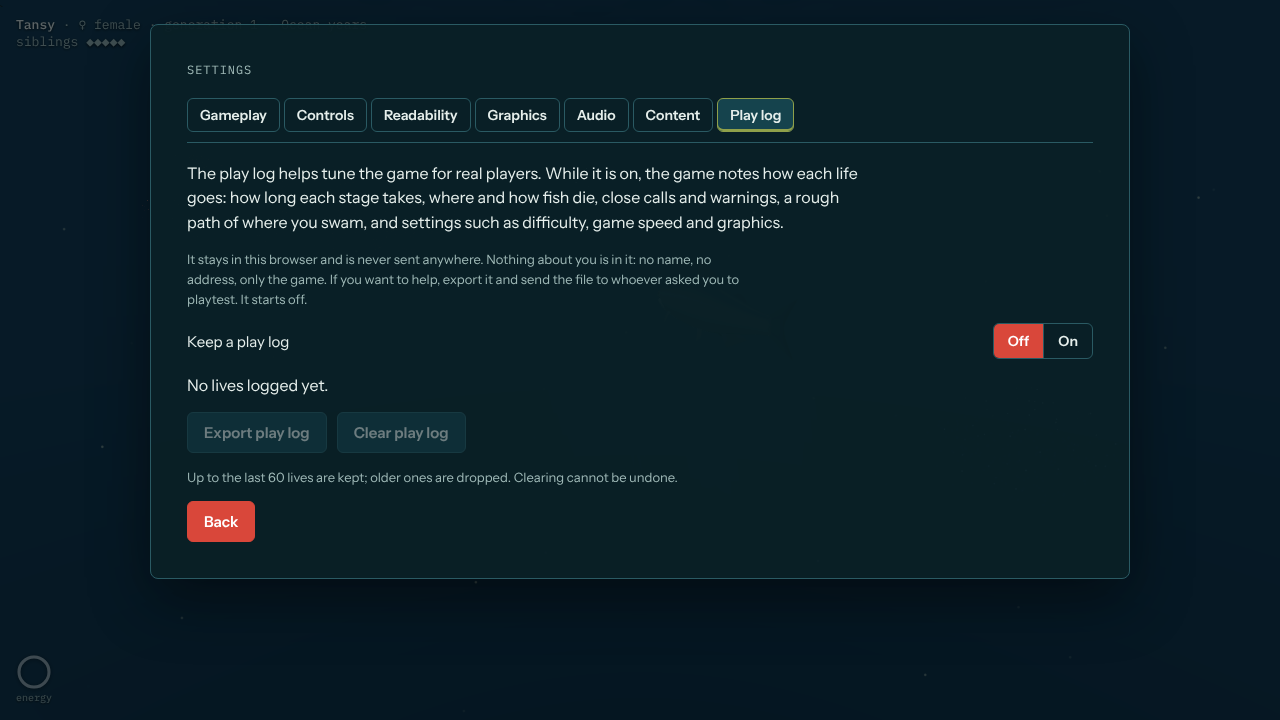 Tansy · ♀ female · generation 1
siblings ◆◆◆◆◆
SETTINGS
Gameplay Controls Readability Graphics Audio Content Play log
The play log helps tune the game for real players. While it is on, the game notes how each life
goes: how long each stage takes, where and how fish die, close calls and warnings, a rough
path of where you swam, and settings such as difficulty, game speed and graphics.
It stays in this browser and is never sent anywhere. Nothing about you is in it: no name, no
address, only the game. If you want to help, export it and send the file to whoever asked you to
playtest. It starts off.
Keep a play log Off On
No lives logged yet.
Export play log Clear play log
Up to the last 60 lives are kept; older ones are dropped. Clearing cannot be undone.
Back
energy